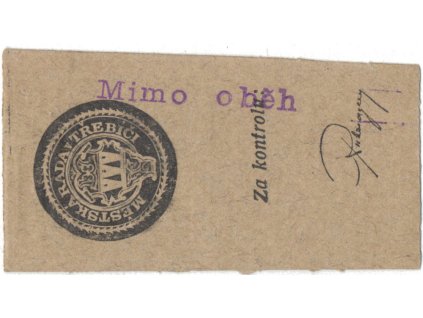 Mimo oběh
MĚSTSKÁ RADA V TŘEBÍČI
Za kontrolu: